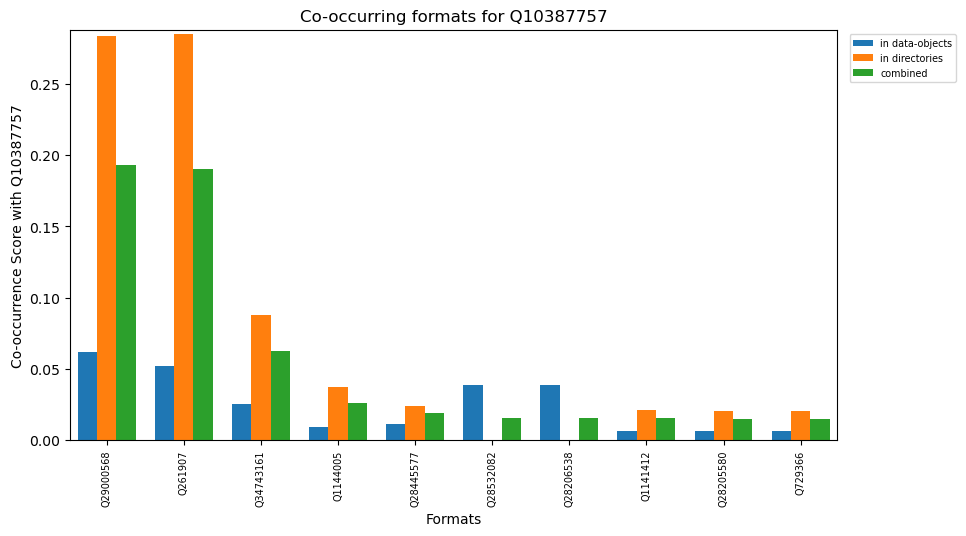 Co-occurring formats for Q10387757
in data-objects
in directories
combined
Co-occurrence Score with Q10387757
0.25
0.20
0.15
0.10
0.05
0.00
Q29000568
Q261907
Q34743161
Q1144005
Q28445577
Q28532082
Q28206538
Q1141412
Q28205580
Q729366
Formats